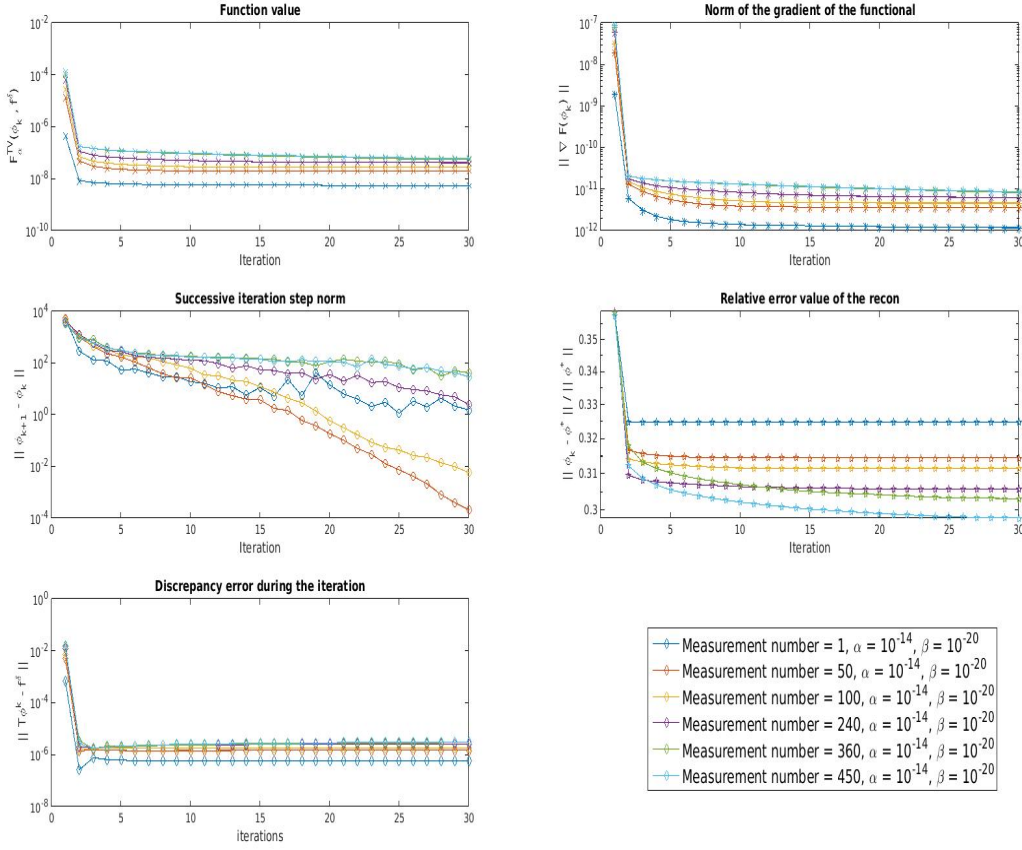 Function value
10^-2
10^-4
10^-6
10^-8
10^-10
0 5 10 15 20 25 30
Iteration
F_α^TV(ϕ_k , f^δ)
Norm of the gradient of the functional
10^-7
10^-8
10^-9
10^-10
10^-11
10^-12
0 5 10 15 20 25 30
Iteration
|| ∇ F(ϕ_k) ||
Successive iteration step norm
10^4
10^2
10^0
10^-2
10^-4
0 5 10 15 20 25 30
Iteration
|| ϕ_k+1 - ϕ_k ||
Relative error value of the recon
0.35
0.34
0.33
0.32
0.31
0.3
0 5 10 15 20 25 30
Iteration
|| ϕ_k - ϕ^* || / || ϕ^* ||
Discrepancy error during the iteration
10^0
10^-2
10^-4
10^-6
10^-8
0 5 10 15 20 25 30
iterations
|| Tϕ^k - f^δ ||
Measurement number = 1, α = 10^-14, β = 10^-20
Measurement number = 50, α = 10^-14, β = 10^-20
Measurement number = 100, α = 10^-14, β = 10^-20
Measurement number = 240, α = 10^-14, β = 10^-20
Measurement number = 360, α = 10^-14, β = 10^-20
Measurement number = 450, α = 10^-14, β = 10^-20